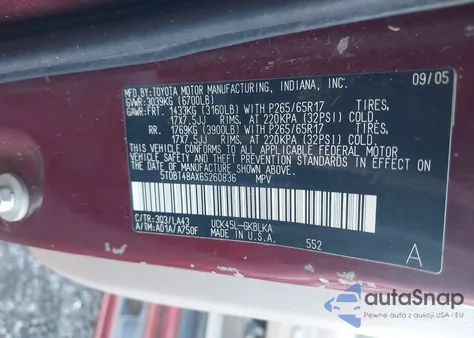 MFD.BY:TOYOTA MOTOR MANUFACTURING, INDIANA, INC. 09/05
GVWR:3039KG (6700LB)
GAWR:FRT. 1433KG (3160LB) WITH P265/65R17 TIRES,
17X7.5JJ RIMS, AT 220KPA (32PSI) COLD.
RR. 1769KG (3900LB) WITH P265/65R17 TIRES,
17X7.5JJ RIMS, AT 220KPA (32PSI) COLD.
THIS VEHICLE CONFORMS TO ALL APPLICABLE FEDERAL MOTOR
VEHICLE SAFETY STANDARDS IN EFFECT ON THE DATE OF
MANUFACTURE SHOWN ABOVE.
5TDBT48AX6S260836 MPV
C/TR:3Q3/LA43 UCK45L-GKBLKA
A/TM:A01A/A750F MADE IN U.S.A. 552 A
autoSnap
Pewne auta z aukcji USA i EU